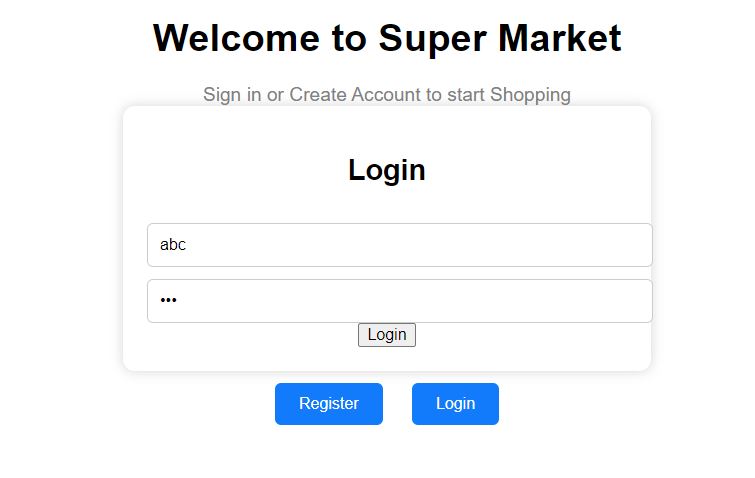 Welcome to Super Market
Sign in or Create Account to start Shopping
Login
abc
•••
Login
Register Login